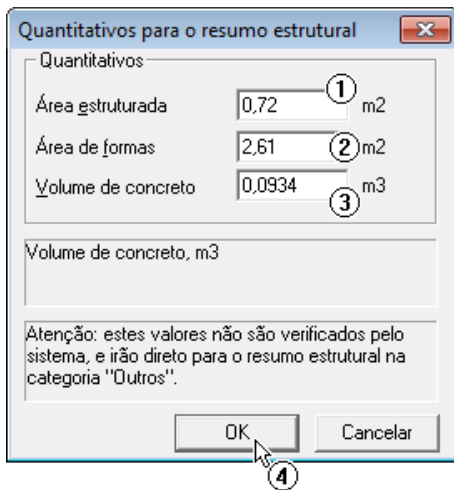 Quantitativos para o resumo estrutural
Quantitativos
Área estruturada 0,72 1 m2
Área de formas 2,61 2 m2
Volume de concreto 0,0934 3 m3
Volume de concreto, m3
Atenção: estes valores não são verificados pelo
sistema, e irão direto para o resumo estrutural na
categoria "Outros".
OK Cancelar
4